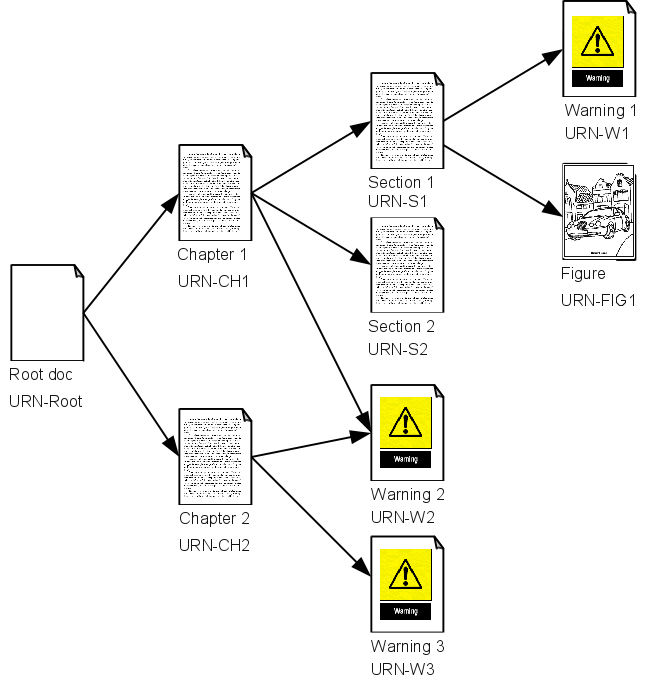 Warning
Warning 1
URN-W1
Section 1
URN-S1
Figure
URN-FIG1
Chapter 1
URN-CH1
Section 2
URN-S2
Root doc
URN-Root
Warning
Warning 2
URN-W2
Chapter 2
URN-CH2
Warning
Warning 3
URN-W3